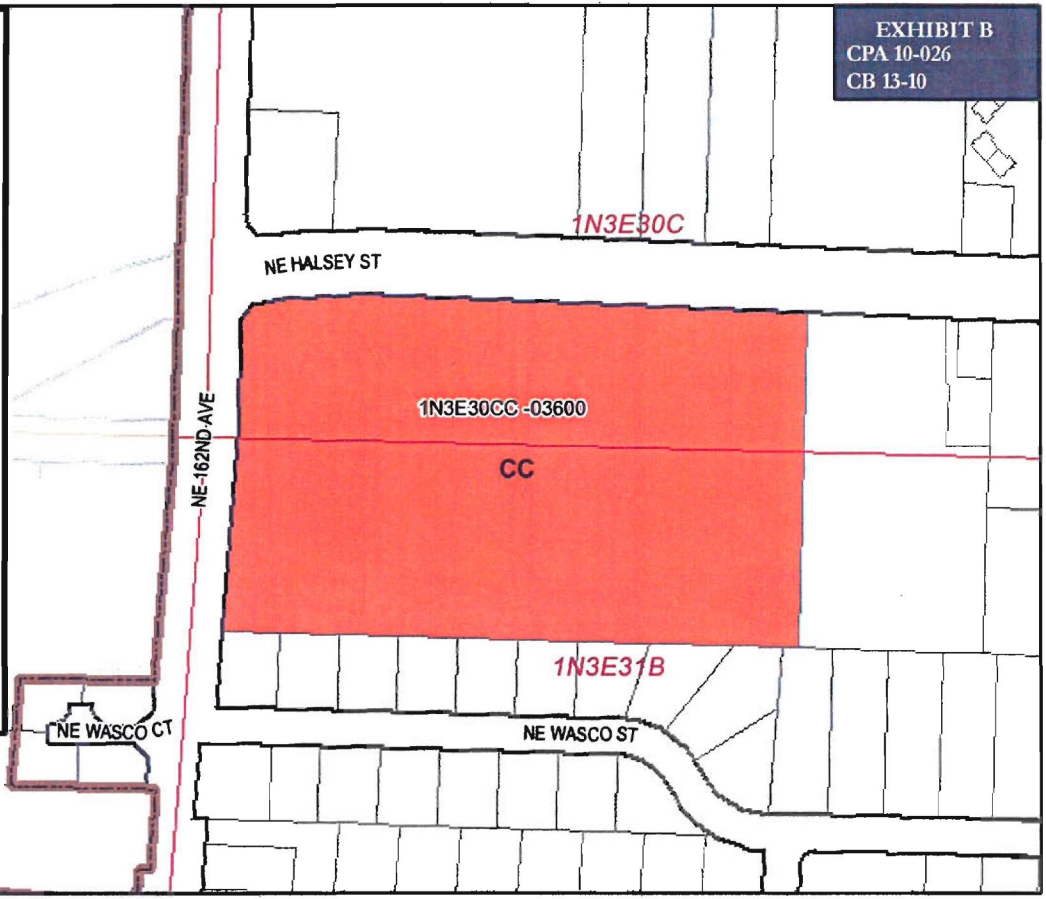 EXHIBIT B
CPA 10-026
CB 13-10
1N3E30C
NE HALSEY ST
1N3E30CC -03600
NE 162ND AVE
CC
1N3E31B
NE WASCO CT
NE WASCO ST